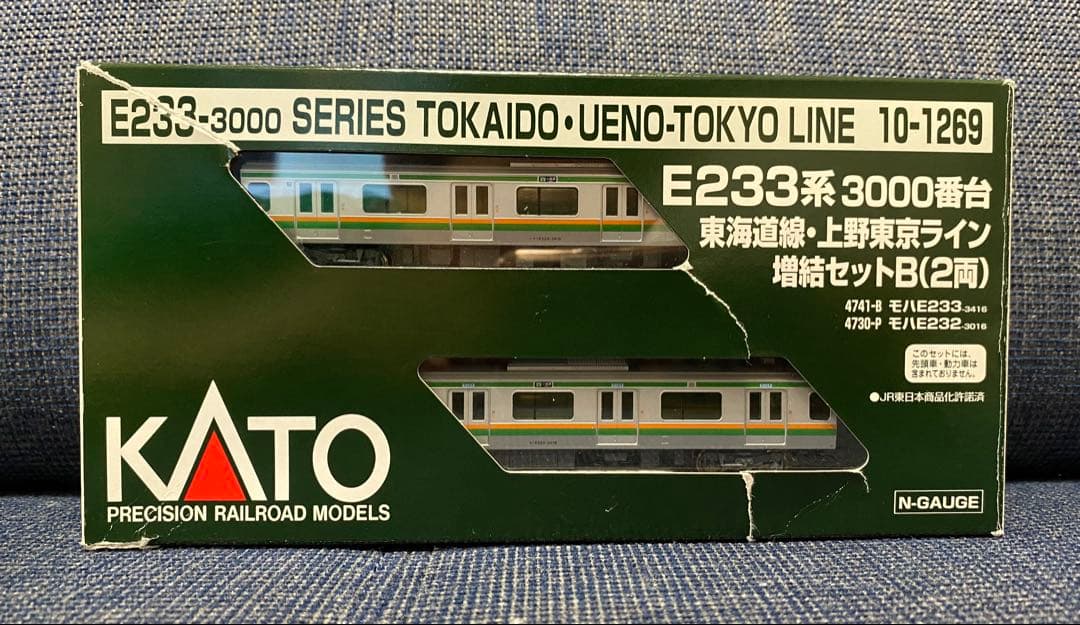 E233-3000 SERIES TOKAIDO・UENO-TOKYO LINE 10-1269
E233系 3000番台
東海道線・上野東京ライン
増結セットB(2両)
4741-B モハE233-3416
4730-P モハE232-3016
このセットには、
先頭車・動力車は
含まれておりません。
●JR東日本商品化許諾済
KATO
PRECISION RAILROAD MODELS
N-GAUGE